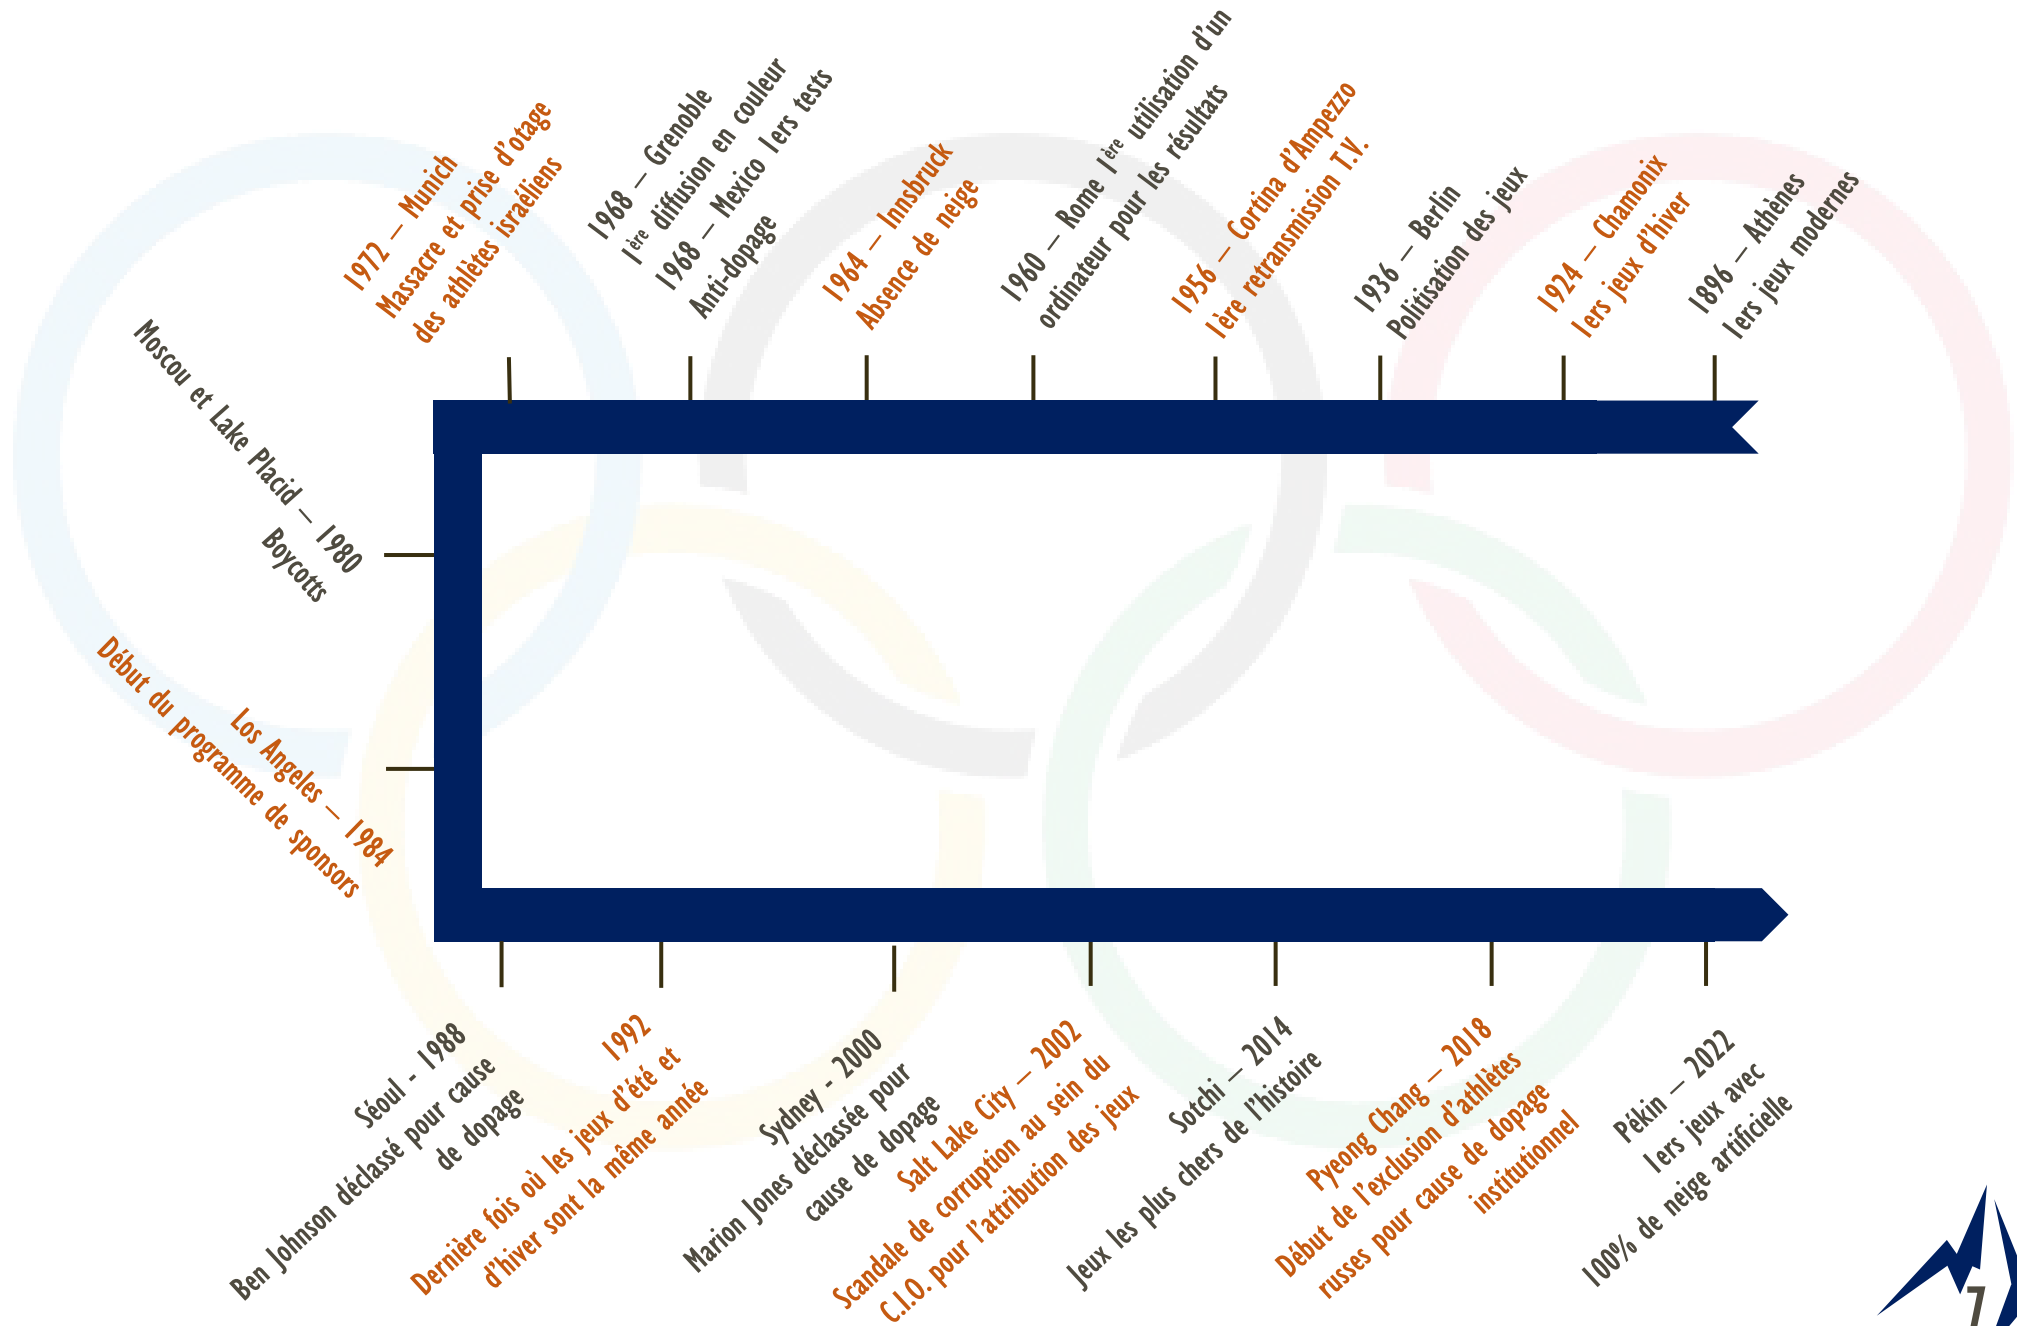 1896 – Athènes
1ers jeux modernes
1924 – Chamonix
1ers jeux d'hiver
1936 – Berlin
Politisation des jeux
1956 – Cortina d'Ampezzo
1ère retransmission T.V.
1960 – Rome 1ère utilisation d'un
ordinateur pour les résultats
1964 – Innsbruck
Absence de neige
1968 – Grenoble
1ère diffusion en couleur
1968 – Mexico 1ers tests
Anti-dopage
1972 – Munich
Massacre et prise d'otage
des athlètes israéliens
Moscou et Lake Placid – 1980
Boycotts
Los Angeles – 1984
Début du programme de sponsors
Séoul - 1988
Ben Johnson déclassé pour cause
de dopage
1992
Dernière fois où les jeux d'été et
d'hiver sont la même année
Sydney - 2000
Marion Jones déclassée pour
cause de dopage
Salt Lake City – 2002
Scandale de corruption au sein du
C.I.O. pour l'attribution des jeux
Sotchi – 2014
Jeux les plus chers de l'histoire
Pyeong Chang – 2018
Début de l'exclusion d'athlètes
russes pour cause de dopage
institutionnel
Pékin – 2022
1ers jeux avec
100% de neige artificielle
7